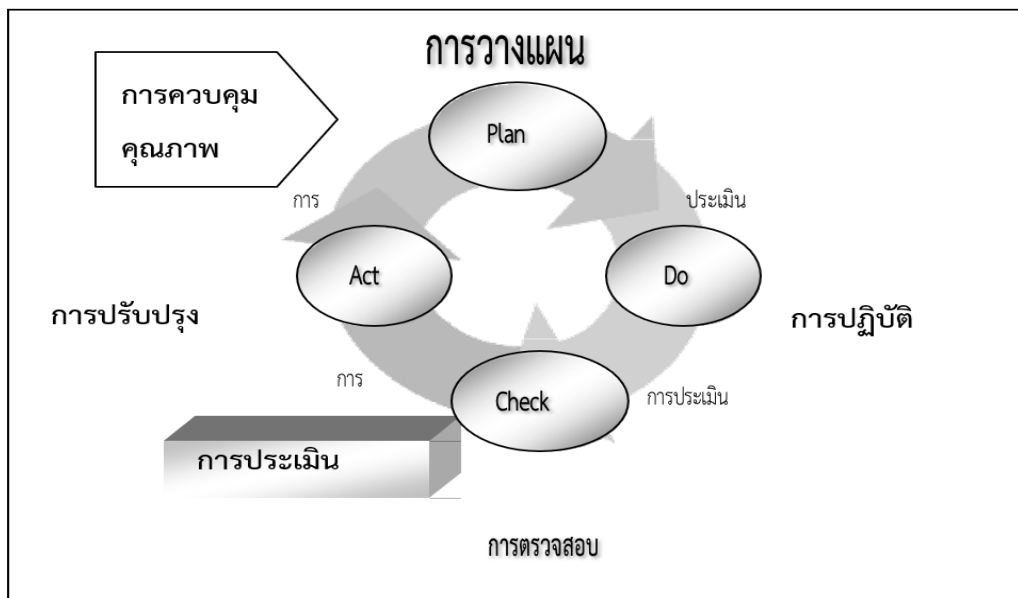 การวางแผน
การควบคุม
คุณภาพ
Plan
การ
ประเมิน
Act
Do
การปรับปรุง
การปฏิบัติ
การ
Check
การประเมิน
การประเมิน
การตรวจสอบ